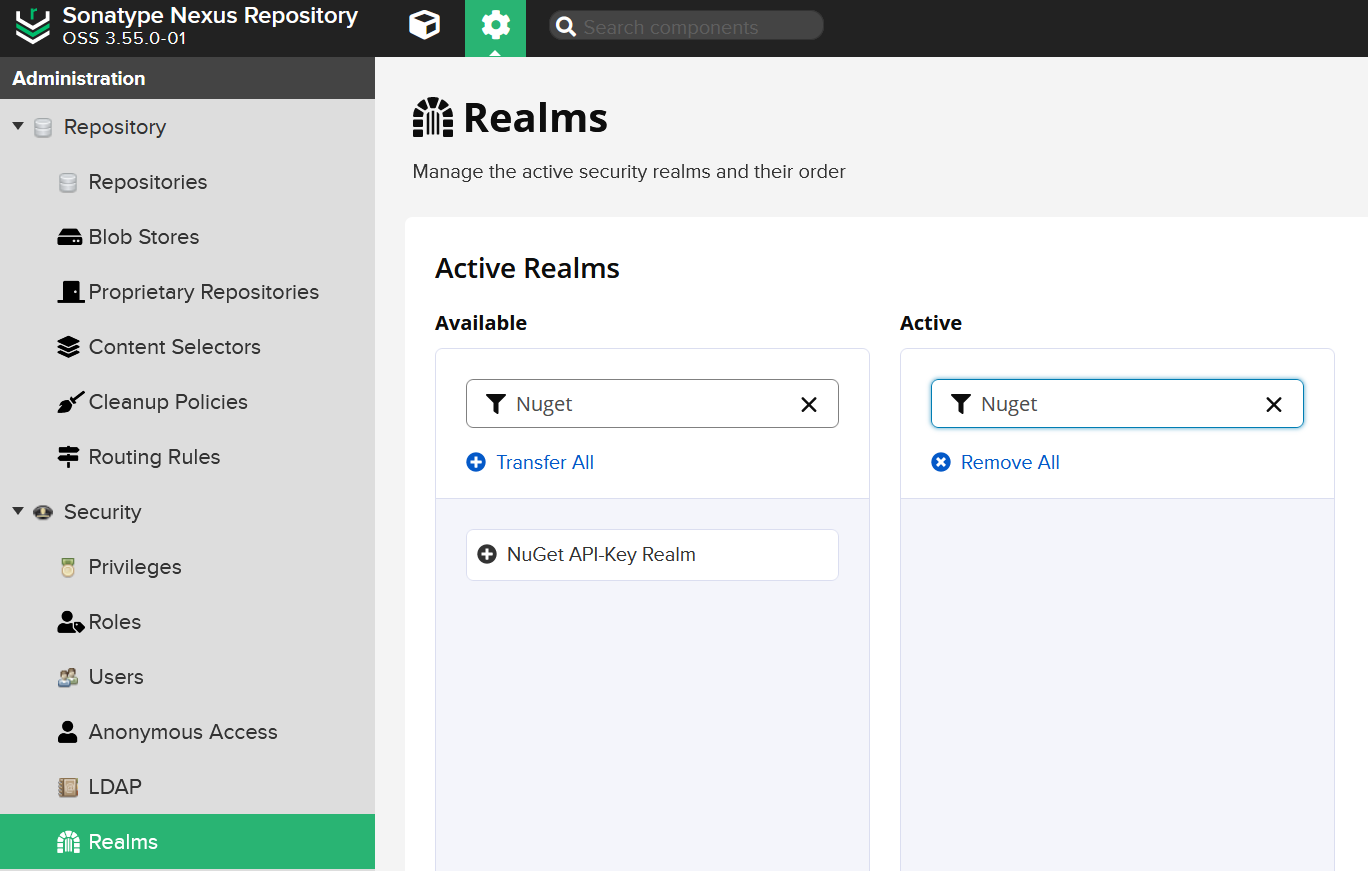 Sonatype Nexus Repository
OSS 3.55.0-01
Search components
Administration
Repository
Repositories
Blob Stores
Proprietary Repositories
Content Selectors
Cleanup Policies
Routing Rules
Security
Privileges
Roles
Users
Anonymous Access
LDAP
Realms
Realms
Manage the active security realms and their order
Active Realms
Available
Nuget
Transfer All
NuGet API-Key Realm
Active
Nuget
Remove All